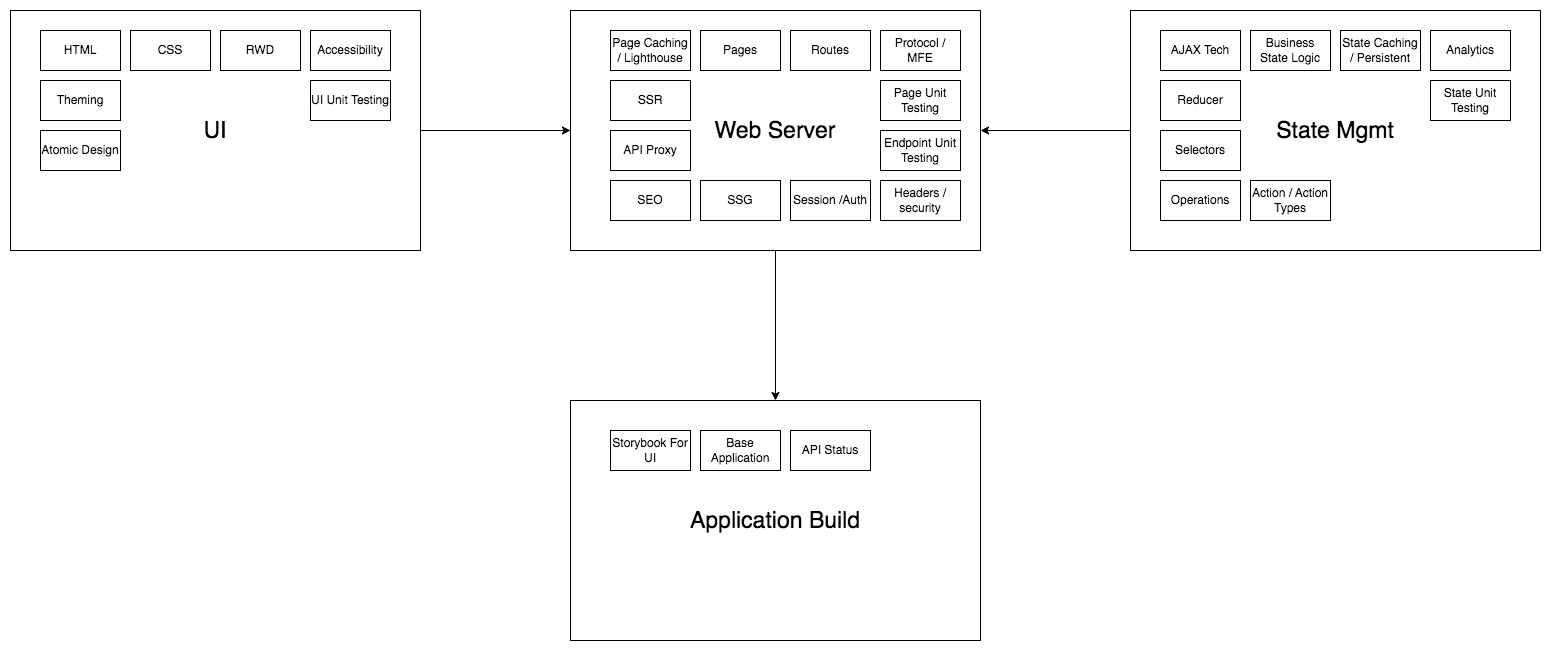 HTML
CSS
RWD
Accessibility
Theming
UI Unit Testing
UI
Atomic Design
Page Caching
/ Lighthouse
Pages
Routes
Protocol /
MFE
SSR
Page Unit
Testing
Web Server
API Proxy
Endpoint Unit
Testing
SEO
SSG
Session /Auth
Headers /
security
AJAX Tech
Business
State Logic
State Caching
/ Persistent
Analytics
Reducer
State Unit
Testing
State Mgmt
Selectors
Operations
Action / Action
Types
Storybook For
UI
Base
Application
API Status
Application Build